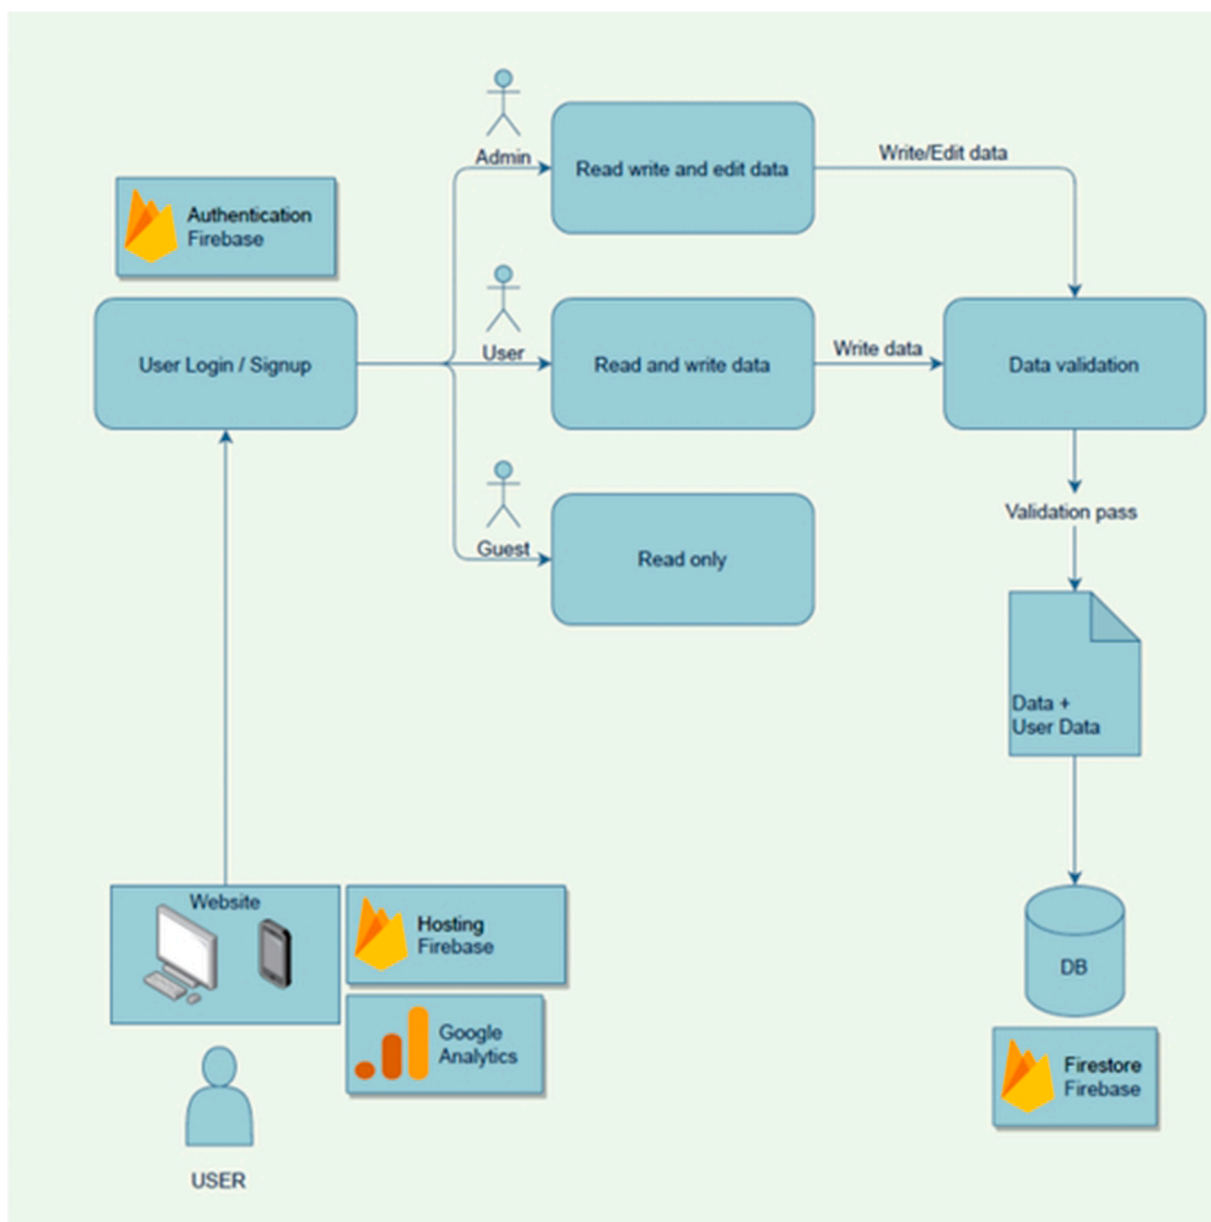 Admin
Read write and edit data
Write/Edit data
Authentication
Firebase
User Login / Signup
User
Read and write data
Write data
Data validation
Guest
Read only
Validation pass
Data +
User Data
Website
Hosting
Firebase
Google
Analytics
DB
Firestore
Firebase
USER